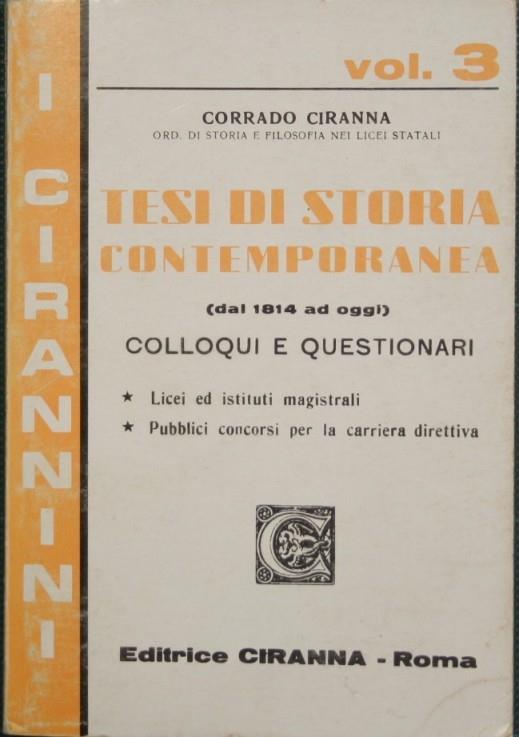 I CIRANNINI
vol. 3
CORRADO CIRANNA
ORD. DI STORIA E FILOSOFIA NEI LICEI STATALI
TESI DI STORIA
CONTEMPORANEA
(dal 1814 ad oggi)
COLLOQUI E QUESTIONARI
★ Licei ed istituti magistrali
★ Pubblici concorsi per la carriera direttiva
C
Editrice CIRANNA - Roma